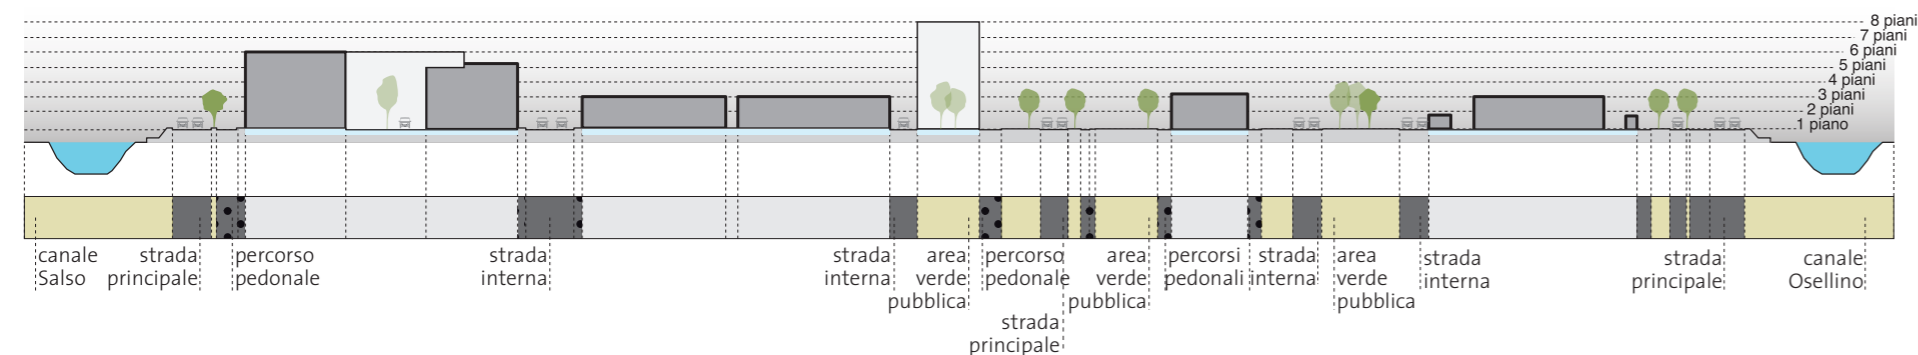 8 piani
7 piani
6 piani
5 piani
4 piani
3 piani
2 piani
1 piano
canale
Salso
strada
principale
percorso
pedonale
strada
interna
strada
interna
area
verde
pubblica
percorso
pedonale
strada
principale
area
verde
pubblica
percorsi
pedonali
strada
interna
area
verde
pubblica
strada
interna
strada
principale
canale
Osellino